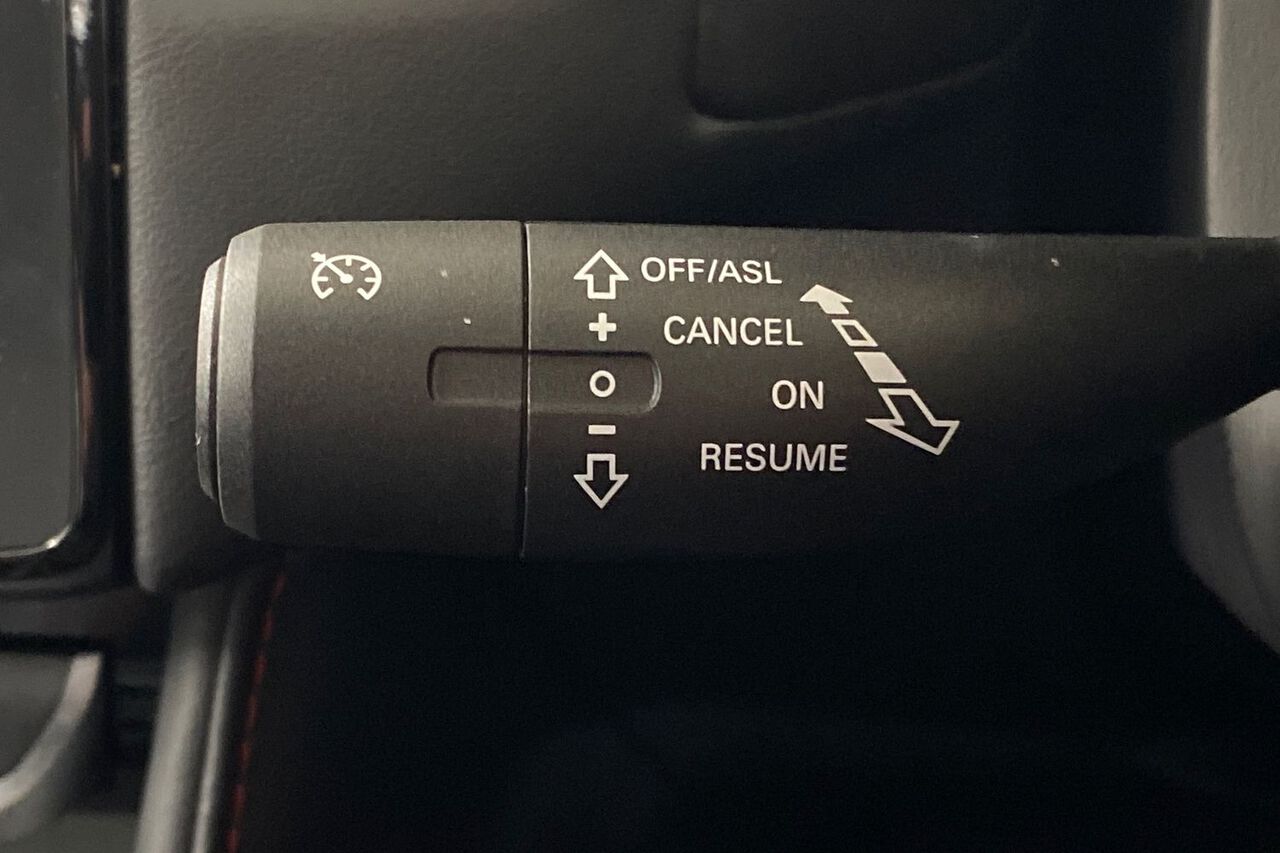 OFF/ASL
+ CANCEL
O ON
- RESUME